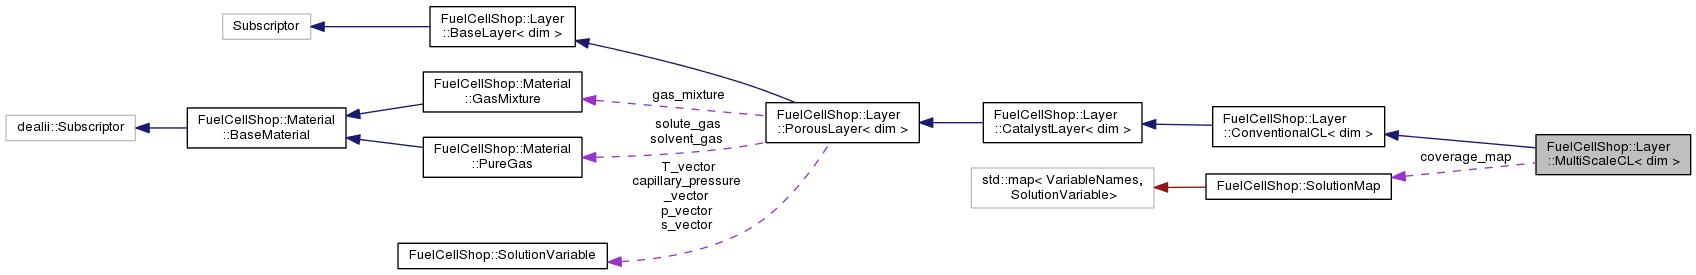 Subscriptor
FuelCellShop::Layer
::BaseLayer< dim >
dealii::Subscriptor
FuelCellShop::Material
::BaseMaterial
FuelCellShop::Material
::GasMixture
FuelCellShop::Material
::PureGas
gas_mixture
solute_gas
solvent_gas
T_vector
capillary_pressure
_vector
p_vector
s_vector
FuelCellShop::SolutionVariable
FuelCellShop::Layer
::PorousLayer< dim >
FuelCellShop::Layer
::CatalystLayer< dim >
FuelCellShop::Layer
::ConventionalCL< dim >
std::map< VariableNames,
SolutionVariable>
FuelCellShop::SolutionMap
coverage_map
FuelCellShop::Layer
::MultiScaleCL< dim >